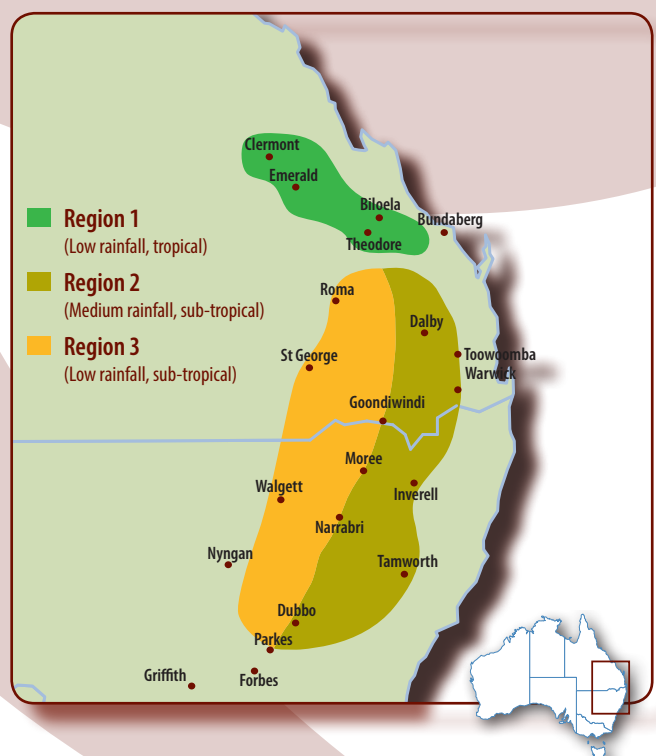 Clermont
Emerald
Biloela
Bundaberg
Theodore
Region 1
(Low rainfall, tropical)
Region 2
(Medium rainfall, sub-tropical)
Region 3
(Low rainfall, sub-tropical)
Roma
Dalby
St George
Toowoomba
Warwick
Goondiwindi
Moree
Walgett
Inverell
Narrabri
Nyngan
Tamworth
Dubbo
Parkes
Griffith
Forbes